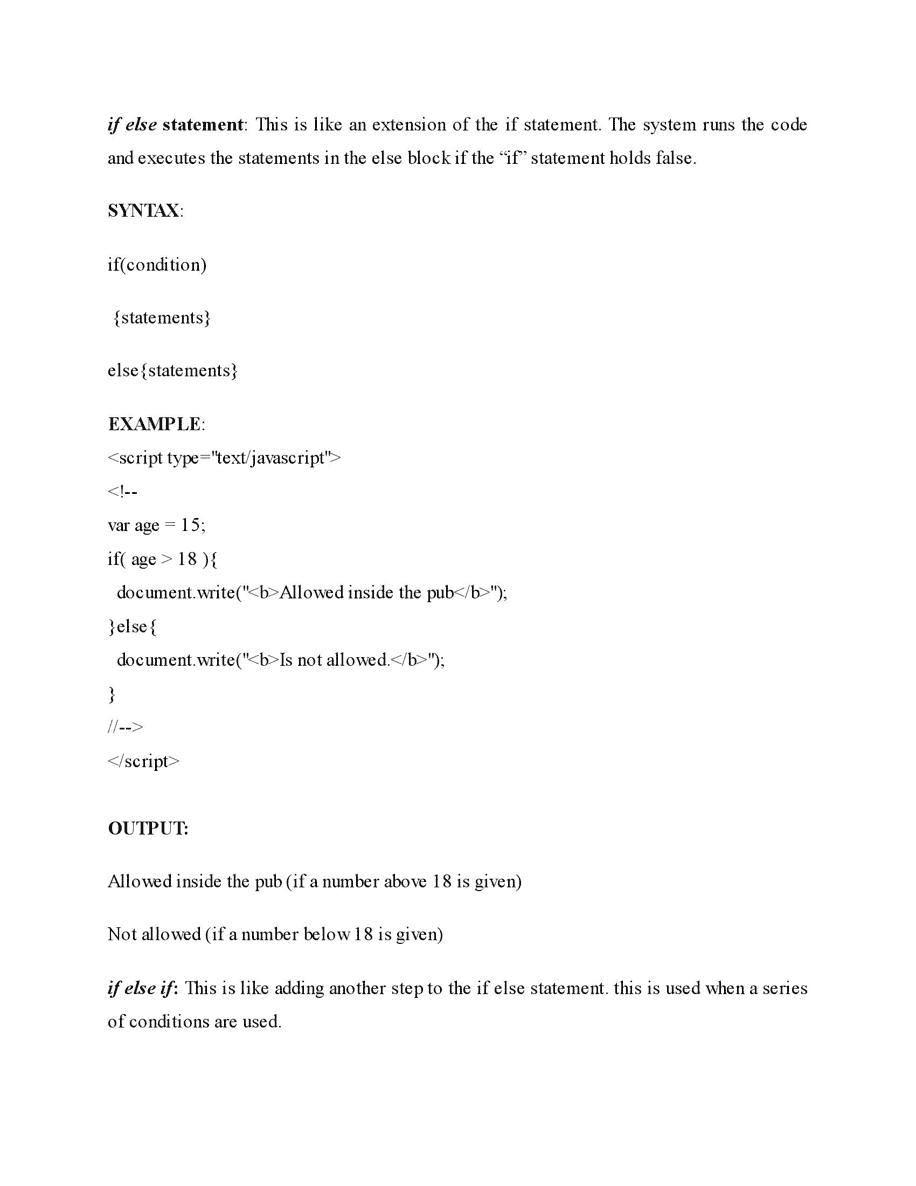 if else statement: This is like an extension of the if statement. The system runs the code
and executes the statements in the else block if the “if” statement holds false.
SYNTAX:
if(condition)
{statements}
else{statements}
EXAMPLE:
<script type="text/javascript">
<!--
var age = 15;
if( age > 18 ){
document.write("<b>Allowed inside the pub</b>");
}else{
document.write("<b>Is not allowed.</b>");
}
//-->
</script>
OUTPUT:
Allowed inside the pub (if a number above 18 is given)
Not allowed (if a number below 18 is given)
if else if: This is like adding another step to the if else statement. this is used when a series
of conditions are used.